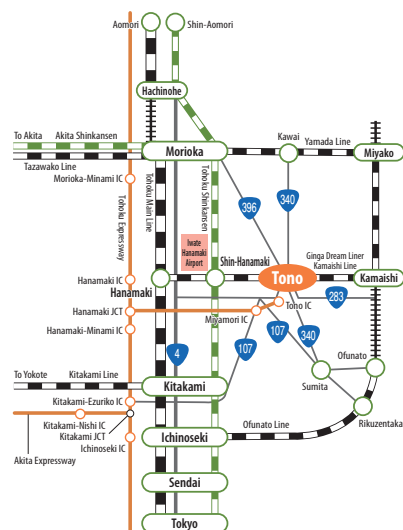 Aomori
Shin-Aomori
Hachinohe
To Akita
Akita Shinkansen
Tazawako Line
Morioka
Kawai
Yamada Line
Miyako
Morioka-Minami IC
Tohoku Expressway
Tohoku Main Line
Tohoku Shinkansen
396
340
Iwate
Hanamaki
Airport
Shin-Hanamaki
Tono
Ginga Dream Liner
Kamaishi Line
Kamaishi
Hanamaki IC
Hanamaki
283
Tono IC
Hanamaki JCT
Miyamori IC
Hanamaki-Minami IC
4
107
107
340
Ofunato
Sumita
To Yokote
Kitakami Line
Kitakami
Kitakami-Ezuriko IC
Rikuzentaka
Kitakami-Nishi IC
Kitakami JCT
Ichinoseki IC
Akita Expressway
Ichinoseki
Ofunato Line
Sendai
Tokyo